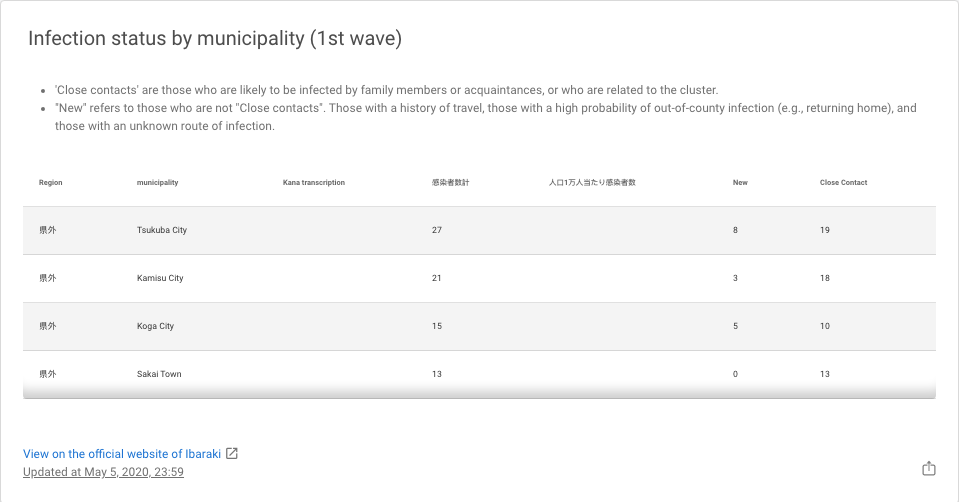 Infection status by municipality (1st wave)
'Close contacts' are those who are likely to be infected by family members or acquaintances, or who are related to the cluster.
"New" refers to those who are not "Close contacts". Those with a history of travel, those with a high probability of out-of-county infection (e.g., returning home), and
those with an unknown route of infection.
Region municipality Kana transcription 感染者数計 人口1万人当たり感染者数 New Close Contact
県外 Tsukuba City 27 8 19
県外 Kamisu City 21 3 18
県外 Koga City 15 5 10
県外 Sakai Town 13 0 13
View on the official website of Ibaraki
Updated at May 5, 2020, 23:59